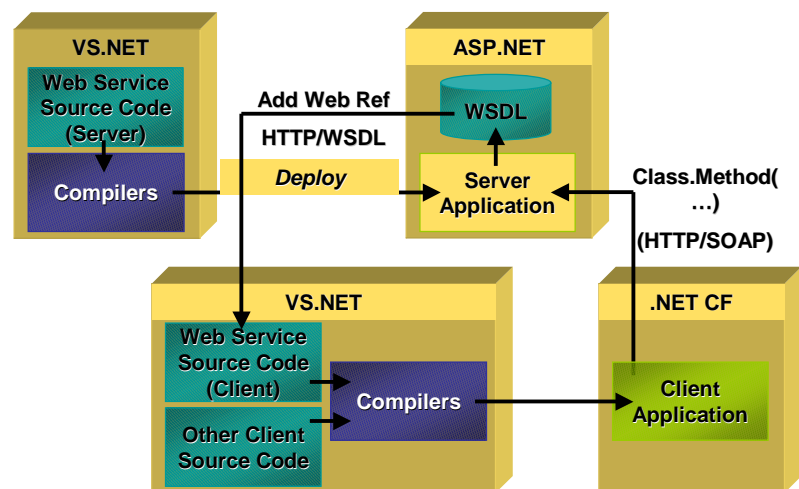 VS.NET
Web Service
Source Code
(Server)
Compilers
Add Web Ref
HTTP/WSDL
Deploy
ASP.NET
WSDL
Server
Application
Class.Method(
…)
(HTTP/SOAP)
VS.NET
Web Service
Source Code
(Client)
Other Client
Source Code
Compilers
.NET CF
Client
Application